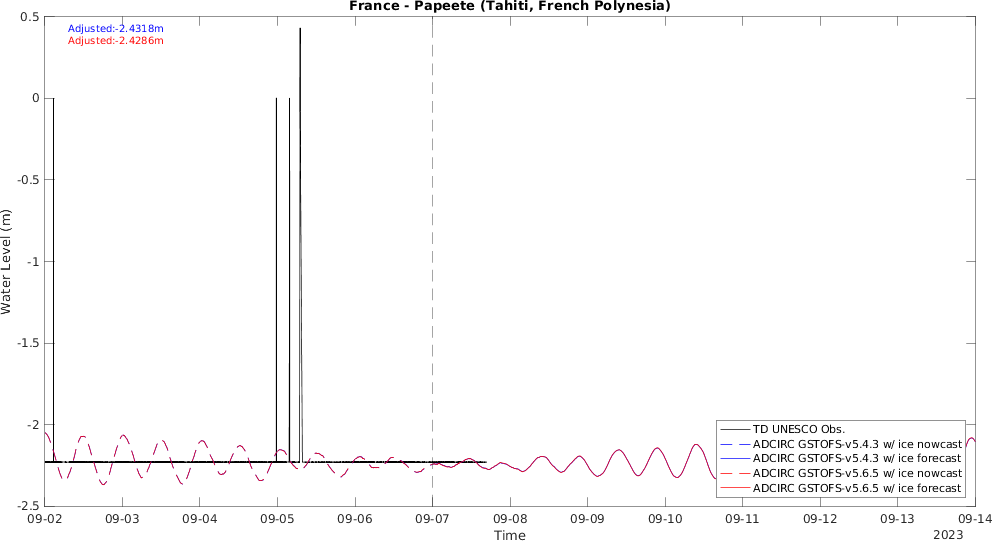 France - Papeete (Tahiti, French Polynesia)
Adjusted:-2.4318m
Adjusted:-2.4286m
0.5
0
-0.5
-1
-1.5
-2
-2.5
Water Level (m)
TD UNESCO Obs.
ADCIRC GSTOFS-v5.4.3 w/ ice nowcast
ADCIRC GSTOFS-v5.4.3 w/ ice forecast
ADCIRC GSTOFS-v5.6.5 w/ ice nowcast
ADCIRC GSTOFS-v5.6.5 w/ ice forecast
09-02 09-03 09-04 09-05 09-06 09-07 09-08 09-09 09-10 09-11 09-12 09-13 09-14
Time
2023